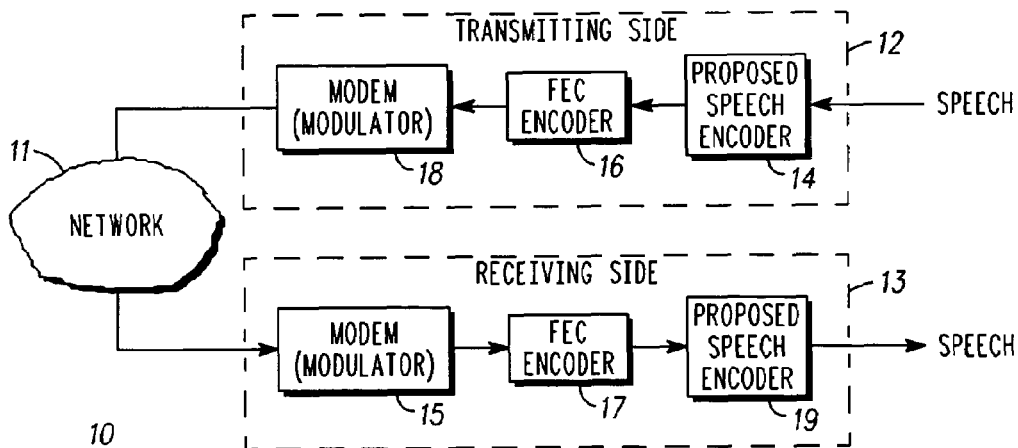 TRANSMITTING SIDE
12
MODEM
(MODULATOR)
18
FEC
ENCODER
16
PROPOSED
SPEECH
ENCODER
14
SPEECH
11
NETWORK
RECEIVING SIDE
13
MODEM
(MODULATOR)
15
FEC
ENCODER
17
PROPOSED
SPEECH
ENCODER
19
SPEECH
10